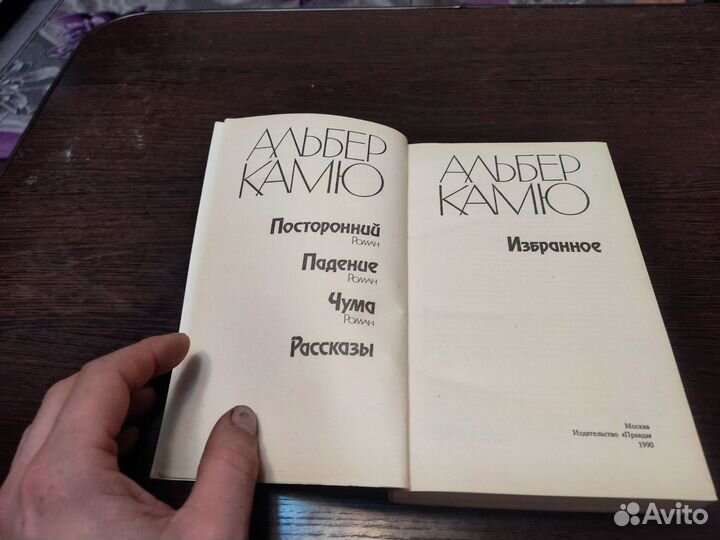 АЛЬБЕР
КАМЮ
Посторонний
Роман
Падение
Роман
Чума
Роман
Рассказы
АЛЬБЕР
КАМЮ
Избранное
Москва
Издательство «Правда»
1990
Avito